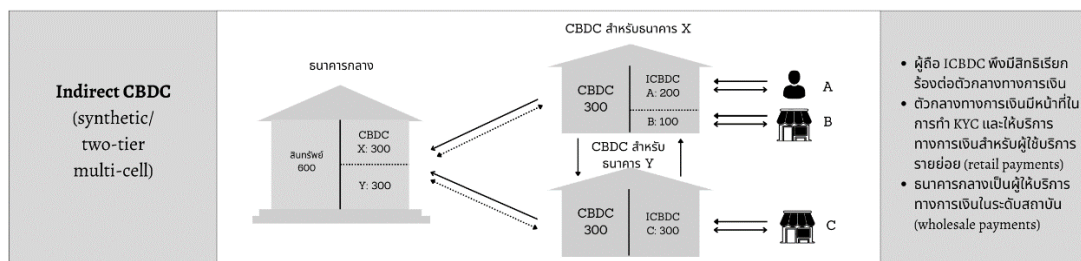 Indirect CBDC
(synthetic/
two-tier
multi-cell)
ธนาคารกลาง
สินทรัพย์
600
CBDC
X: 300
Y: 300
CBDC สำหรับธนาคาร X
CBDC
300
ICBDC
A: 200
B: 100
A
B
CBDC สำหรับ
ธนาคาร Y
CBDC
300
ICBDC
C: 300
C
• ผู้ถือ ICBDC พึงมีสิทธิเรียก
ร้องต่อตัวกลางทางการเงิน
• ตัวกลางทางการเงินมีหน้าที่ใน
การทำ KYC และให้บริการ
ทางการเงินสำหรับผู้ใช้บริการ
รายย่อย (retail payments)
• ธนาคารกลางเป็นผู้ให้บริการ
ทางการเงินในระดับสถาบัน
(wholesale payments)